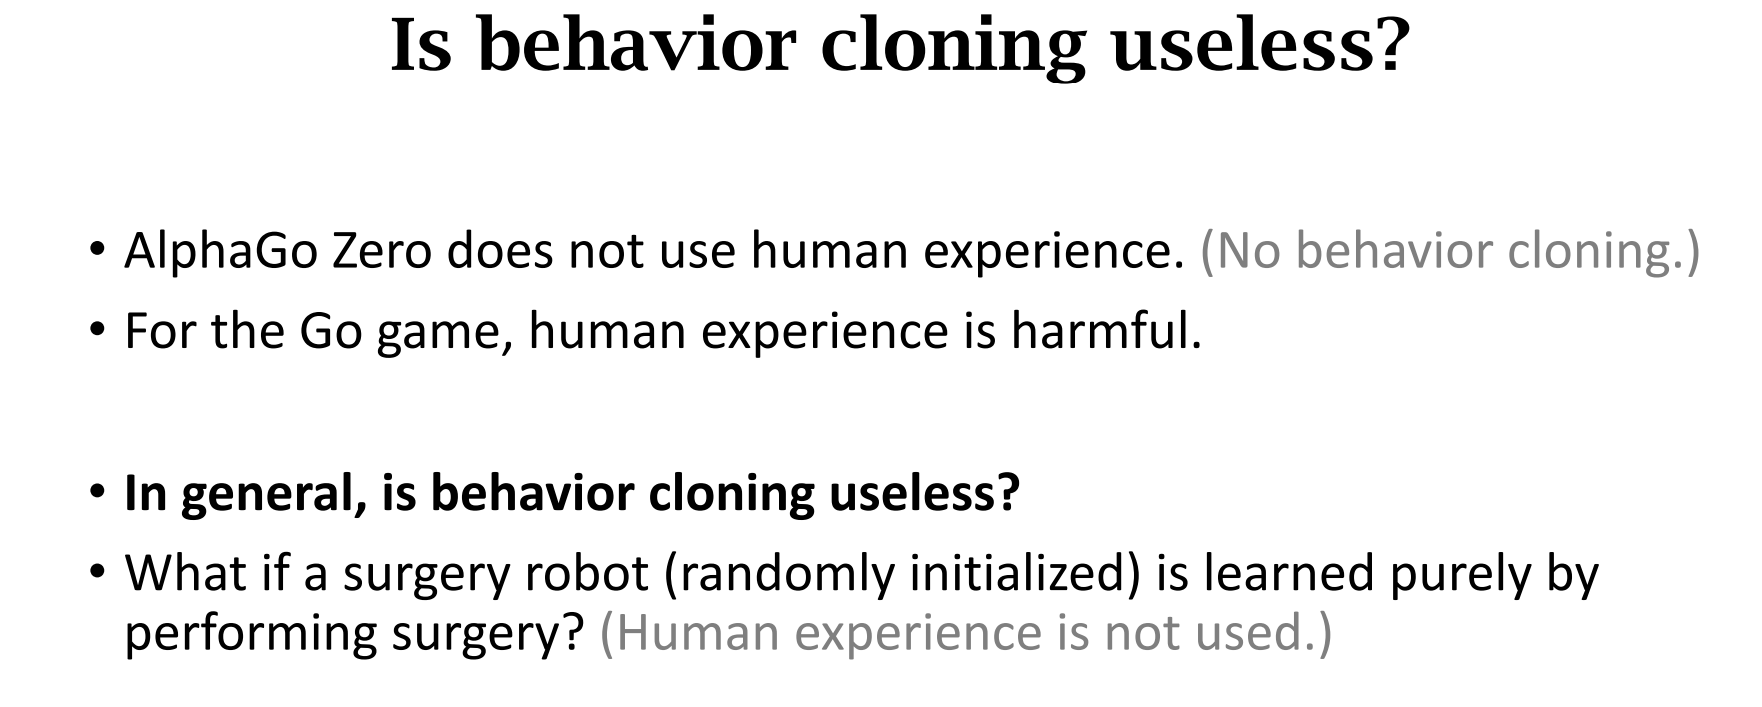 Is behavior cloning useless?
• AlphaGo Zero does not use human experience. (No behavior cloning.)
• For the Go game, human experience is harmful.
• In general, is behavior cloning useless?
• What if a surgery robot (randomly initialized) is learned purely by
performing surgery? (Human experience is not used.)